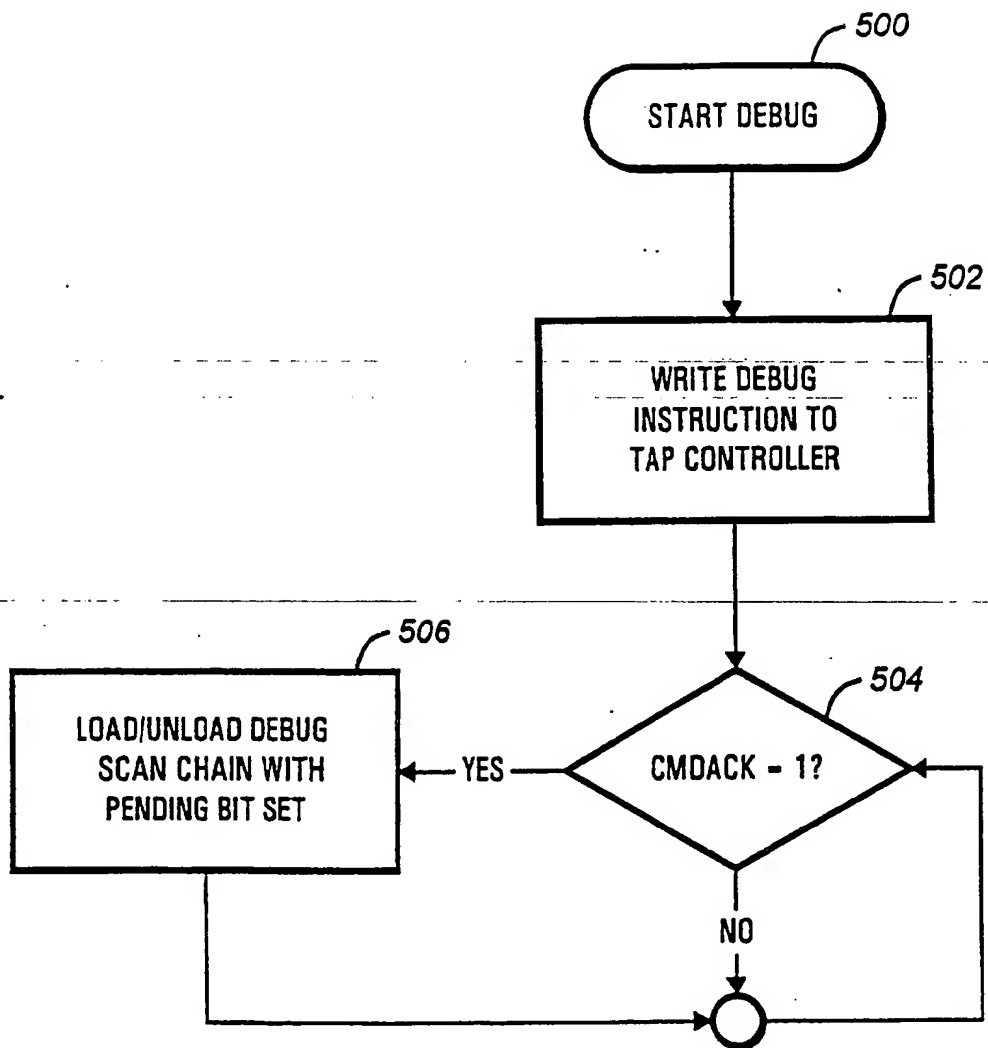 500
START DEBUG
502
WRITE DEBUG
INSTRUCTION TO
TAP CONTROLLER
506
LOAD/UNLOAD DEBUG
SCAN CHAIN WITH
PENDING BIT SET
504
YES
CMDACK = 1?
NO